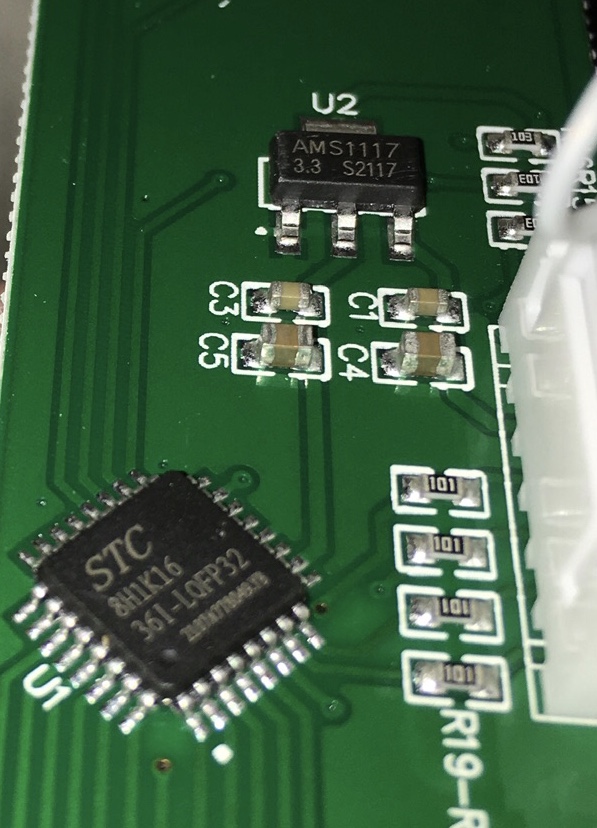 U2
AMS1117
3.3 S2117
103
C3
C1
C5
C4
101
101
101
101
STC
8H1K16
36I-LQFP32
U1
R19-R